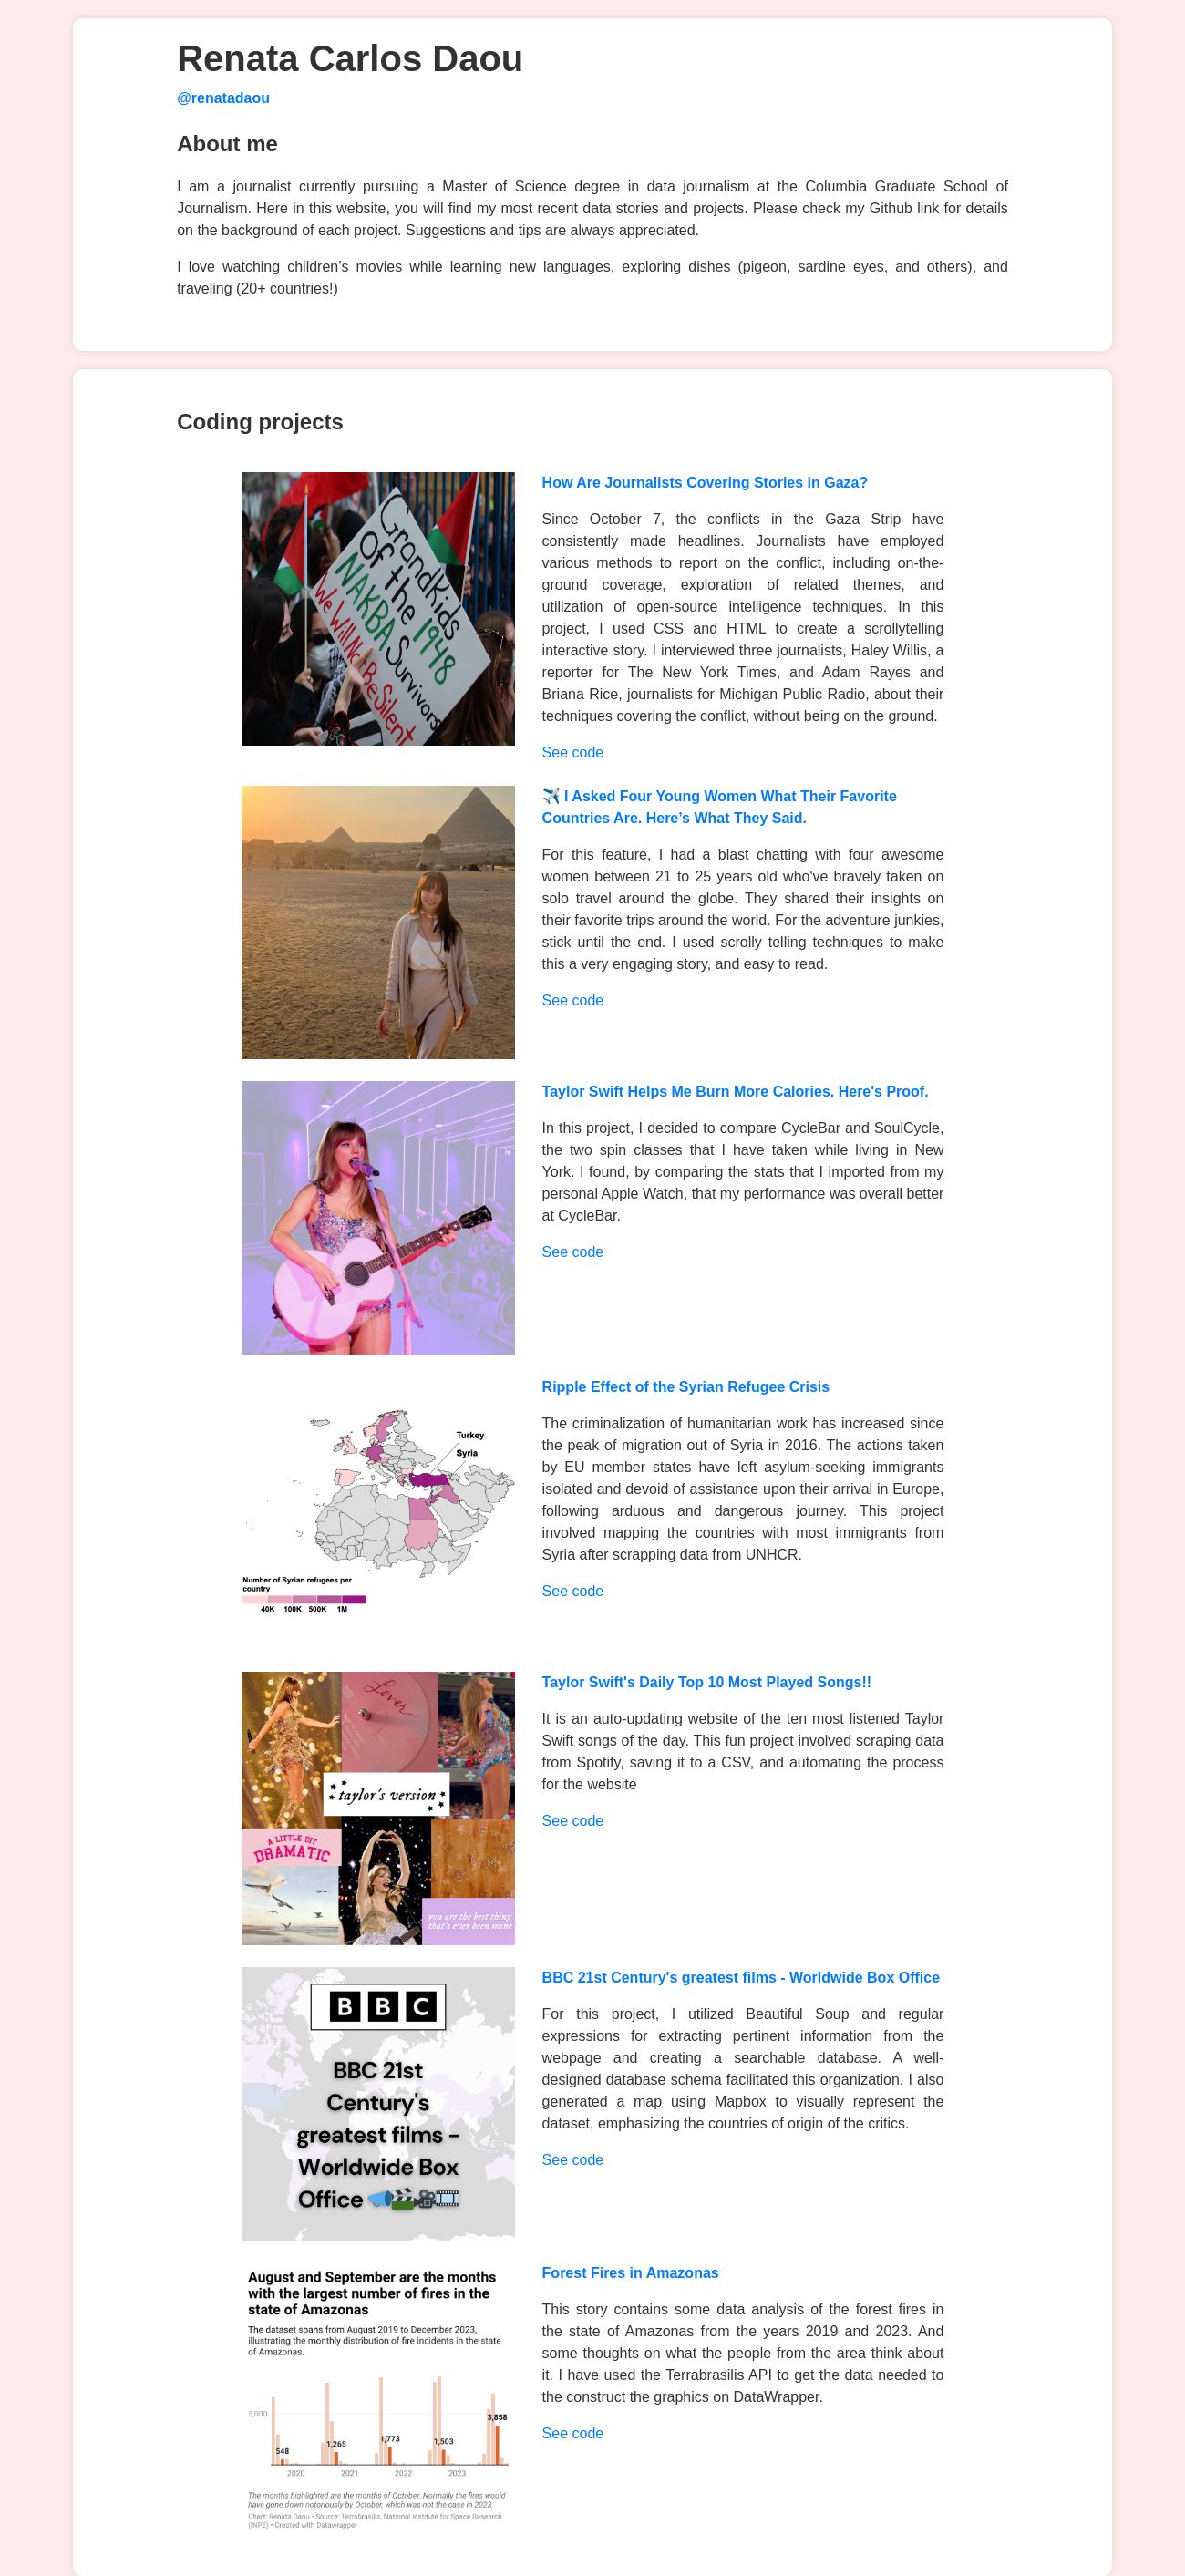 Renata Carlos Daou
@renatadaou
About me
I am a journalist currently pursuing a Master of Science degree in data journalism at the Columbia Graduate School of
Journalism. Here in this website, you will find my most recent data stories and projects. Please check my Github link for details
on the background of each project. Suggestions and tips are always appreciated.
I love watching children’s movies while learning new languages, exploring dishes (pigeon, sardine eyes, and others), and
traveling (20+ countries!)
Coding projects
Grandkids
of the 1948
NAKBA Survivors
We Will Not Be Silent
How Are Journalists Covering Stories in Gaza?
Since October 7, the conflicts in the Gaza Strip have
consistently made headlines. Journalists have employed
various methods to report on the conflict, including on-the-
ground coverage, exploration of related themes, and
utilization of open-source intelligence techniques. In this
project, I used CSS and HTML to create a scrollytelling
interactive story. I interviewed three journalists, Haley Willis, a
reporter for The New York Times, and Adam Rayes and
Briana Rice, journalists for Michigan Public Radio, about their
techniques covering the conflict, without being on the ground.
See code
✈️ I Asked Four Young Women What Their Favorite
Countries Are. Here’s What They Said.
For this feature, I had a blast chatting with four awesome
women between 21 to 25 years old who've bravely taken on
solo travel around the globe. They shared their insights on
their favorite trips around the world. For the adventure junkies,
stick until the end. I used scrolly telling techniques to make
this a very engaging story, and easy to read.
See code
Taylor Swift Helps Me Burn More Calories. Here's Proof.
In this project, I decided to compare CycleBar and SoulCycle,
the two spin classes that I have taken while living in New
York. I found, by comparing the stats that I imported from my
personal Apple Watch, that my performance was overall better
at CycleBar.
See code
Turkey
Syria
Number of Syrian refugees per
country
40K 100K 500K 1M
Ripple Effect of the Syrian Refugee Crisis
The criminalization of humanitarian work has increased since
the peak of migration out of Syria in 2016. The actions taken
by EU member states have left asylum-seeking immigrants
isolated and devoid of assistance upon their arrival in Europe,
following arduous and dangerous journey. This project
involved mapping the countries with most immigrants from
Syria after scrapping data from UNHCR.
See code
Lover
taylor's version
A LITTLE BIT
DRAMATIC
you are the best thing
that's ever been mine
Taylor Swift's Daily Top 10 Most Played Songs!!
It is an auto-updating website of the ten most listened Taylor
Swift songs of the day. This fun project involved scraping data
from Spotify, saving it to a CSV, and automating the process
for the website
See code
BBC
BBC 21st
Century's
greatest films -
Worldwide Box
Office
BBC 21st Century's greatest films - Worldwide Box Office
For this project, I utilized Beautiful Soup and regular
expressions for extracting pertinent information from the
webpage and creating a searchable database. A well-
designed database schema facilitated this organization. I also
generated a map using Mapbox to visually represent the
dataset, emphasizing the countries of origin of the critics.
See code
August and September are the months
with the largest number of fires in the
state of Amazonas
The dataset spans from August 2019 to December 2023,
illustrating the monthly distribution of fire incidents in the state
of Amazonas.
5,000
548 1,265 1,773 1,503 3,858
2020 2021 2022 2023
The months highlighted are the months of October. Normally the fires would
have gone down notoriously by October, which was not the case in 2023.
Chart: Renata Daou • Source: Terrabrasilis, National Institute for Space Research
(INPE) • Created with Datawrapper
Forest Fires in Amazonas
This story contains some data analysis of the forest fires in
the state of Amazonas from the years 2019 and 2023. And
some thoughts on what the people from the area think about
it. I have used the Terrabrasilis API to get the data needed to
the construct the graphics on DataWrapper.
See code